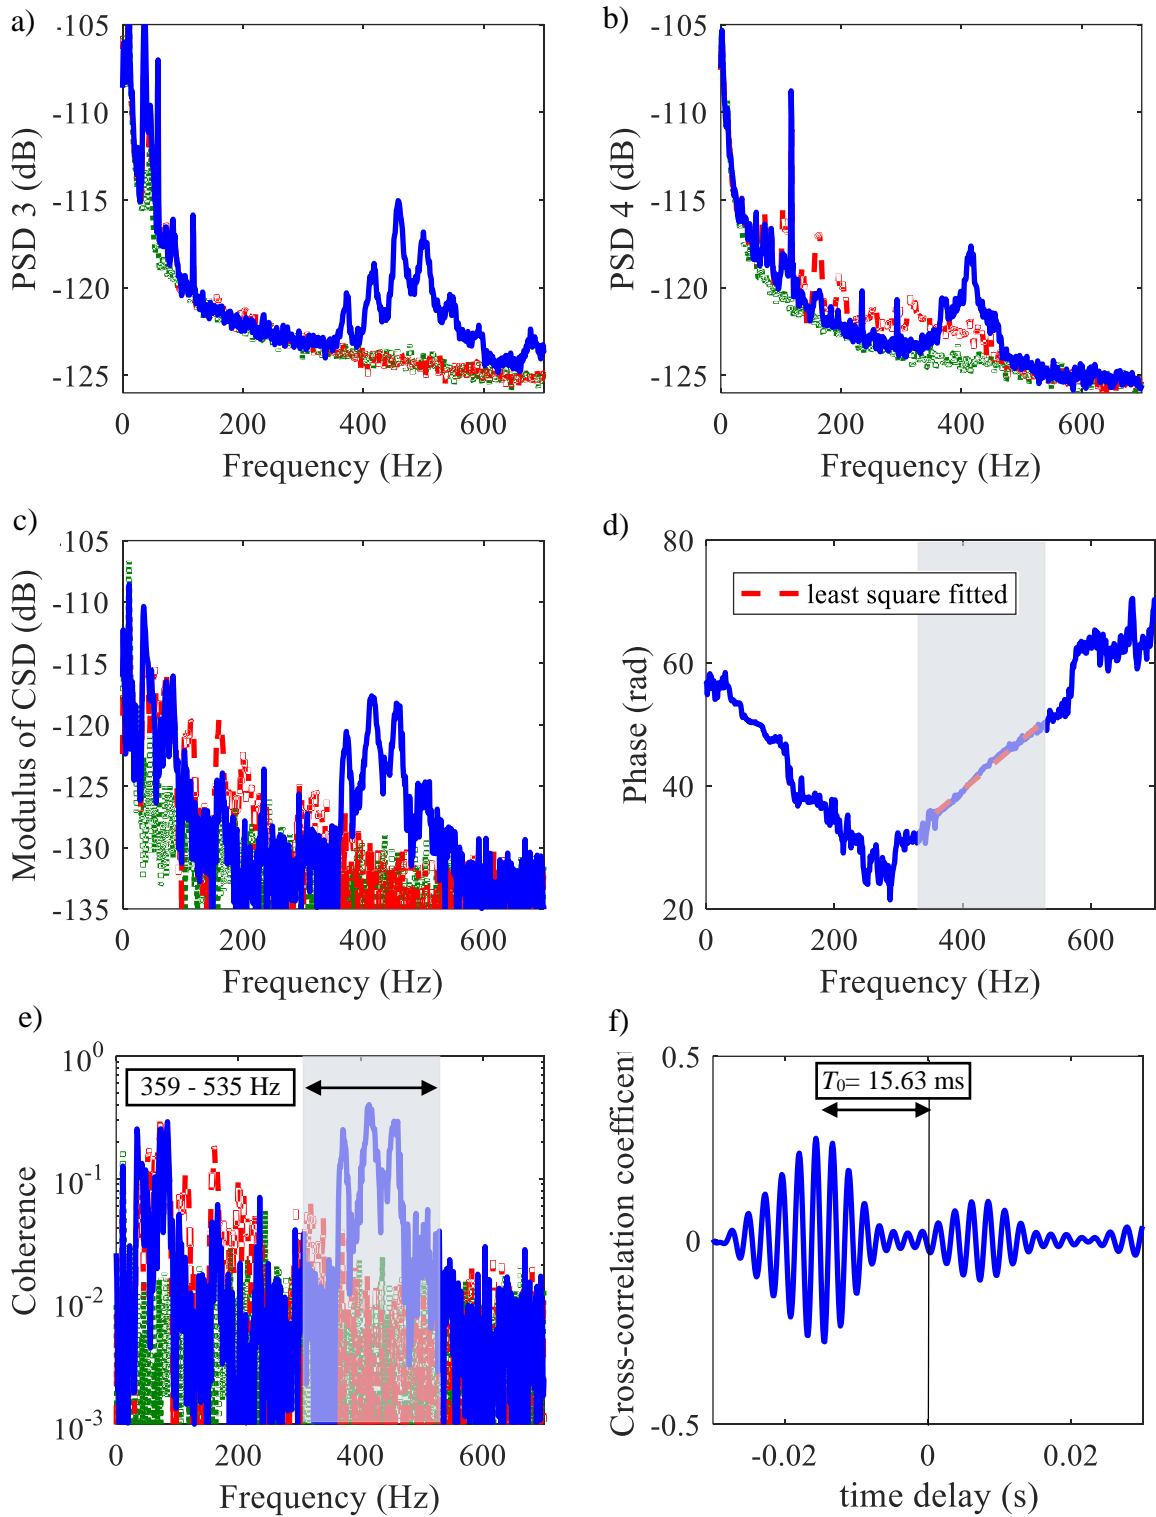 a)
-105
-110
-115
-120
-125
0
200
400
600
PSD 3 (dB)
Frequency (Hz)
b)
-105
-110
-115
-120
-125
0
200
400
600
PSD 4 (dB)
Frequency (Hz)
c)
-105
-110
-115
-120
-125
-130
-135
0
200
400
600
Modulus of CSD (dB)
Frequency (Hz)
d)
80
60
40
20
0
200
400
600
Phase (rad)
Frequency (Hz)
least square fitted
e)
10⁰
10⁻¹
10⁻²
10⁻³
0
200
400
600
Coherence
Frequency (Hz)
359 - 535 Hz
f)
0.5
0
-0.5
-0.02
0
0.02
Cross-correlation coefficen
time delay (s)
T₀= 15.63 ms